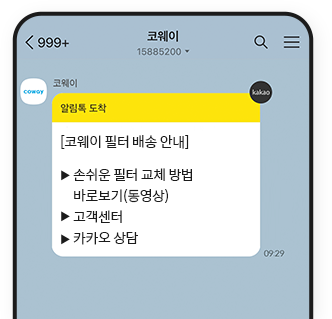 999+
코웨이
15885200
coway
코웨이
kakao
알림톡 도착
[코웨이 필터 배송 안내]
▶ 손쉬운 필터 교체 방법
바로보기(동영상)
▶ 고객센터
▶ 카카오 상담
09:29